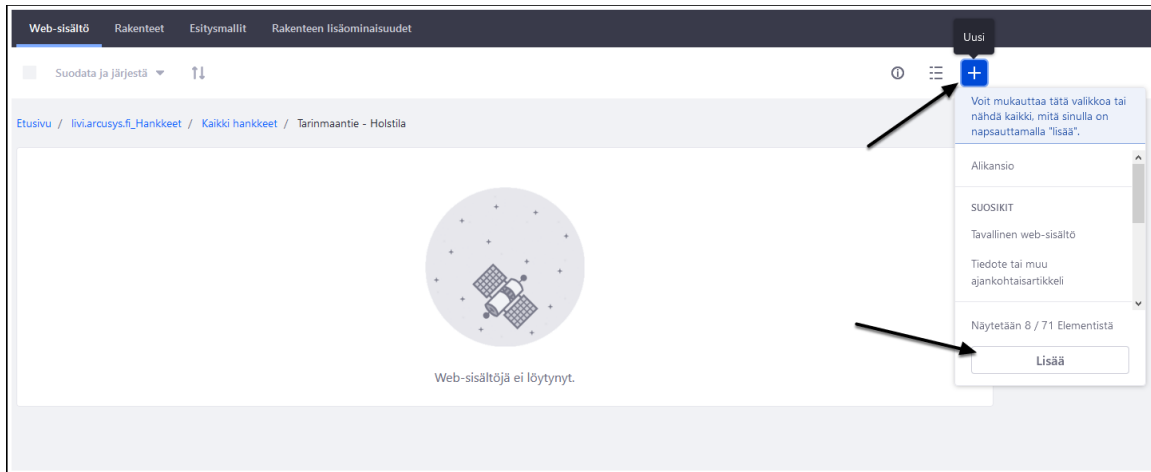 Web-sisältö Rakenteet Esitysmallit Rakenteen lisäominaisuudet
Uusi
Suodata ja järjestä
Voit mukauttaa tätä valikkoa tai
nähdä kaikki, mitä sinulla on
napsauttamalla "lisää".
Etusivu / livi.arcusys.fi_Hankkeet / Kaikki hankkeet / Tarinmaantie - Holstila
Alikansio
SUOSIKIT
Tavallinen web-sisältö
Tiedote tai muu
ajankohtaisartikkeli
Näytetään 8 / 71 Elementistä
Lisää
Web-sisältöjä ei löytynyt.